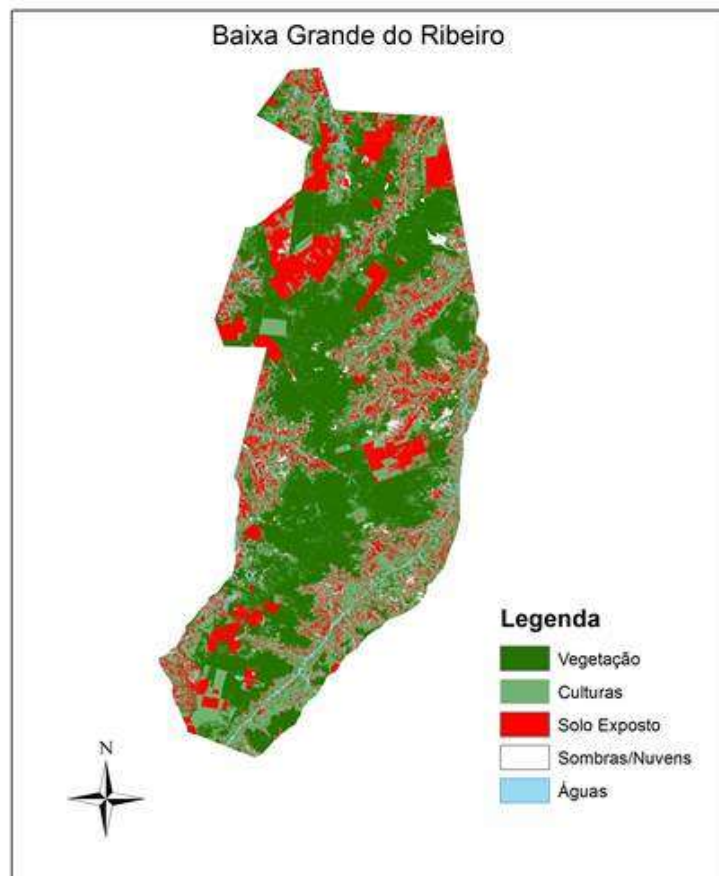 Baixa Grande do Ribeiro
Legenda
Vegetação
Culturas
Solo Exposto
Sombras/Nuvens
Águas
N